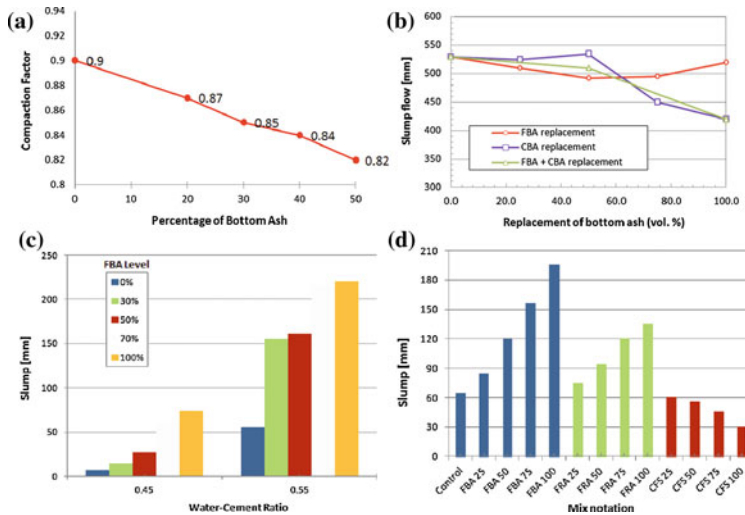 (a)
0.94
0.92
0.9
0.88
0.86
0.84
0.82
0.8
Compaction Factor
0.9
0.87
0.85
0.84
0.82
0
10
20
30
40
50
Percentage of Bottom Ash
(b)
600
550
500
450
400
350
300
Slump flow [mm]
FBA replacement
CBA replacement
FBA + CBA replacement
0.0
20.0
40.0
60.0
80.0
100.0
Replacement of bottom ash (vol. %)
(c)
250
200
150
100
50
0
Slump [mm]
FBA Level
0%
30%
50%
70%
100%
0.45
0.55
Water-Cement Ratio
(d)
210
180
150
120
90
60
30
0
Slump [mm]
Control
FBA 25
FBA 50
FBA 75
FBA 100
FRA 25
FRA 50
FRA 75
FRA 100
CFS 25
CFS 50
CFS 75
CFS 100
Mix notation